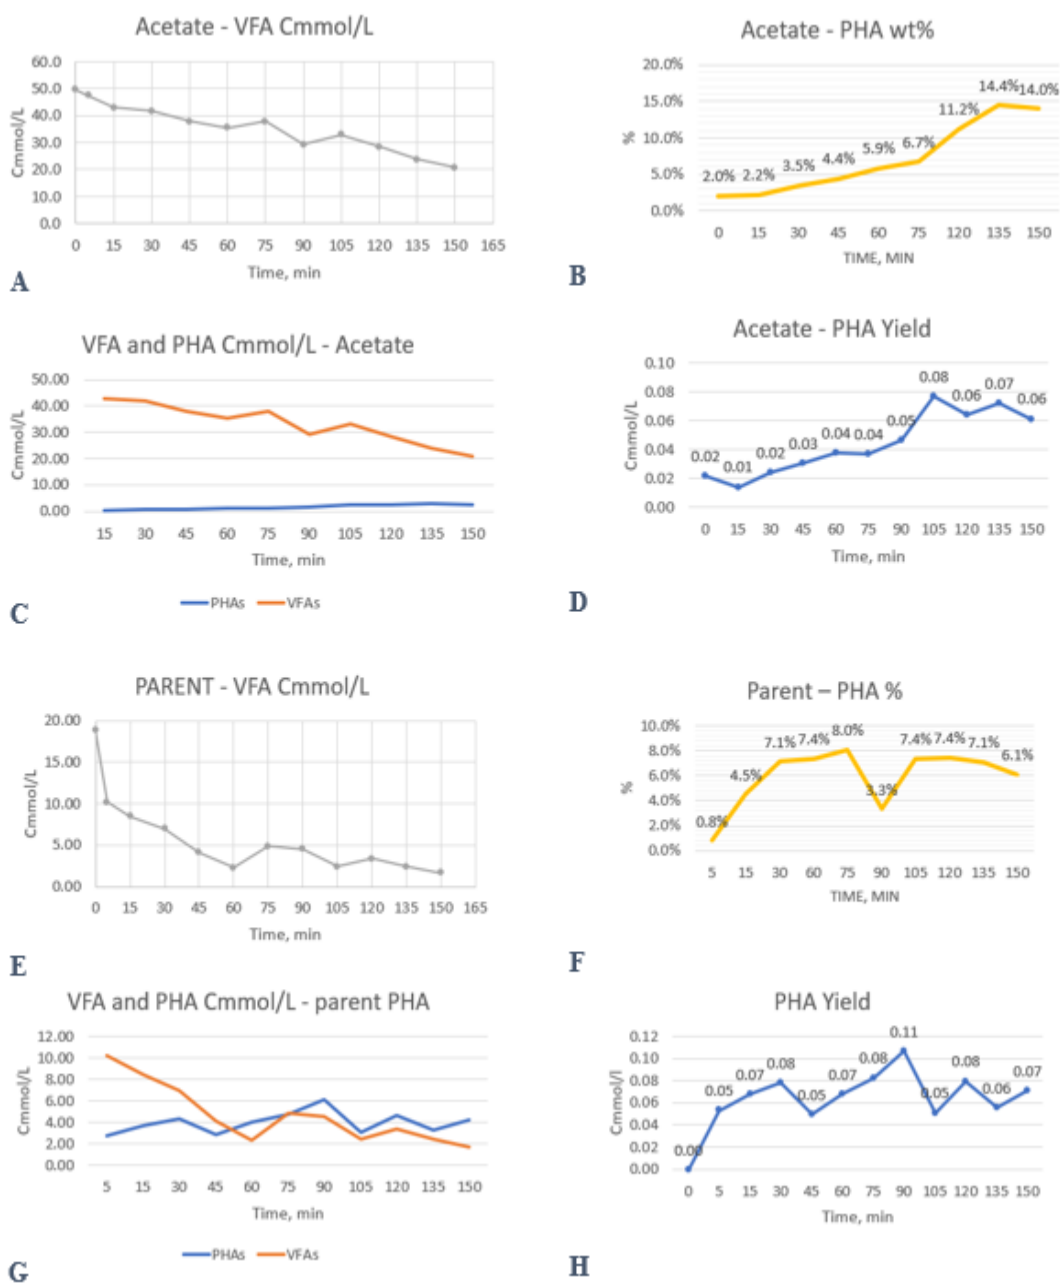 Acetate - VFA Cmmol/L
60.0
50.0
40.0
30.0
20.0
10.0
0.0
Cmmol/L
0 15 30 45 60 75 90 105 120 135 150 165
Time, min
A
Acetate - PHA wt%
20.0%
15.0%
10.0%
5.0%
0.0%
%
2.0% 2.2% 3.5% 4.4% 5.9% 6.7% 11.2% 14.4% 14.0%
0 15 30 45 60 75 120 135 150
TIME, MIN
B
VFA and PHA Cmmol/L - Acetate
50.00
40.00
30.00
20.00
10.00
0.00
Cmmol/L
15 30 45 60 75 90 105 120 135 150
Time, min
PHAs VFAs
C
Acetate - PHA Yield
0.10
0.08
0.06
0.04
0.02
0.00
Cmmol/L
0.02 0.01 0.02 0.03 0.04 0.04 0.05 0.08 0.06 0.07 0.06
0 15 30 45 60 75 90 105 120 135 150
Time, min
D
PARENT - VFA Cmmol/L
20.00
15.00
10.00
5.00
0.00
Cmmol/L
0 15 30 45 60 75 90 105 120 135 150 165
Time, min
E
Parent – PHA %
10.0%
8.0%
6.0%
4.0%
2.0%
0.0%
%
0.8% 4.5% 7.1% 7.4% 8.0% 3.3% 7.4% 7.4% 7.1% 6.1%
5 15 30 60 75 90 105 120 135 150
TIME, MIN
F
VFA and PHA Cmmol/L - parent PHA
12.00
10.00
8.00
6.00
4.00
2.00
0.00
Cmmol/L
5 15 30 45 60 75 90 105 120 135 150
Time, min
PHAs VFAs
G
PHA Yield
0.12
0.10
0.08
0.06
0.04
0.02
0.00
Cmmol/l
0.00 0.05 0.07 0.08 0.05 0.07 0.08 0.11 0.05 0.08 0.06 0.07
0 5 15 30 45 60 75 90 105 120 135 150
Time, min
H